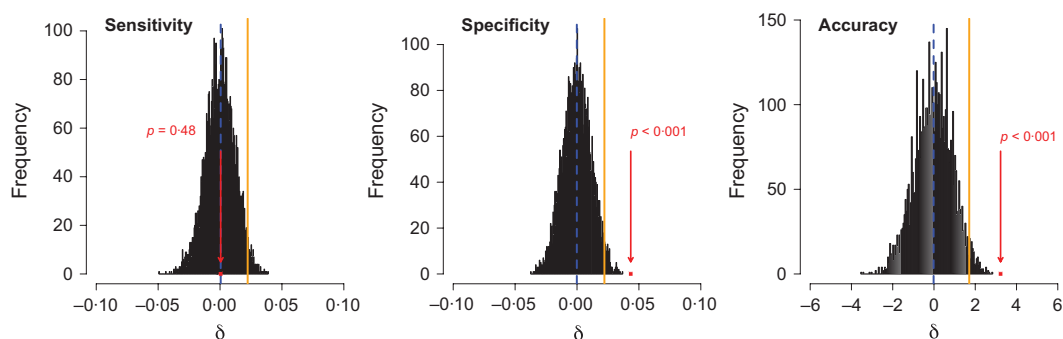 Sensitivity
100
80
60
40
20
0
Frequency
p = 0·48
–0·10
–0·05
0·00
0·05
0·10
δ
Specificity
100
80
60
40
20
0
Frequency
p < 0·001
–0·10
–0·05
0·00
0·05
0·10
δ
Accuracy
150
100
50
0
Frequency
p < 0·001
–6
–4
–2
0
2
4
6
δ